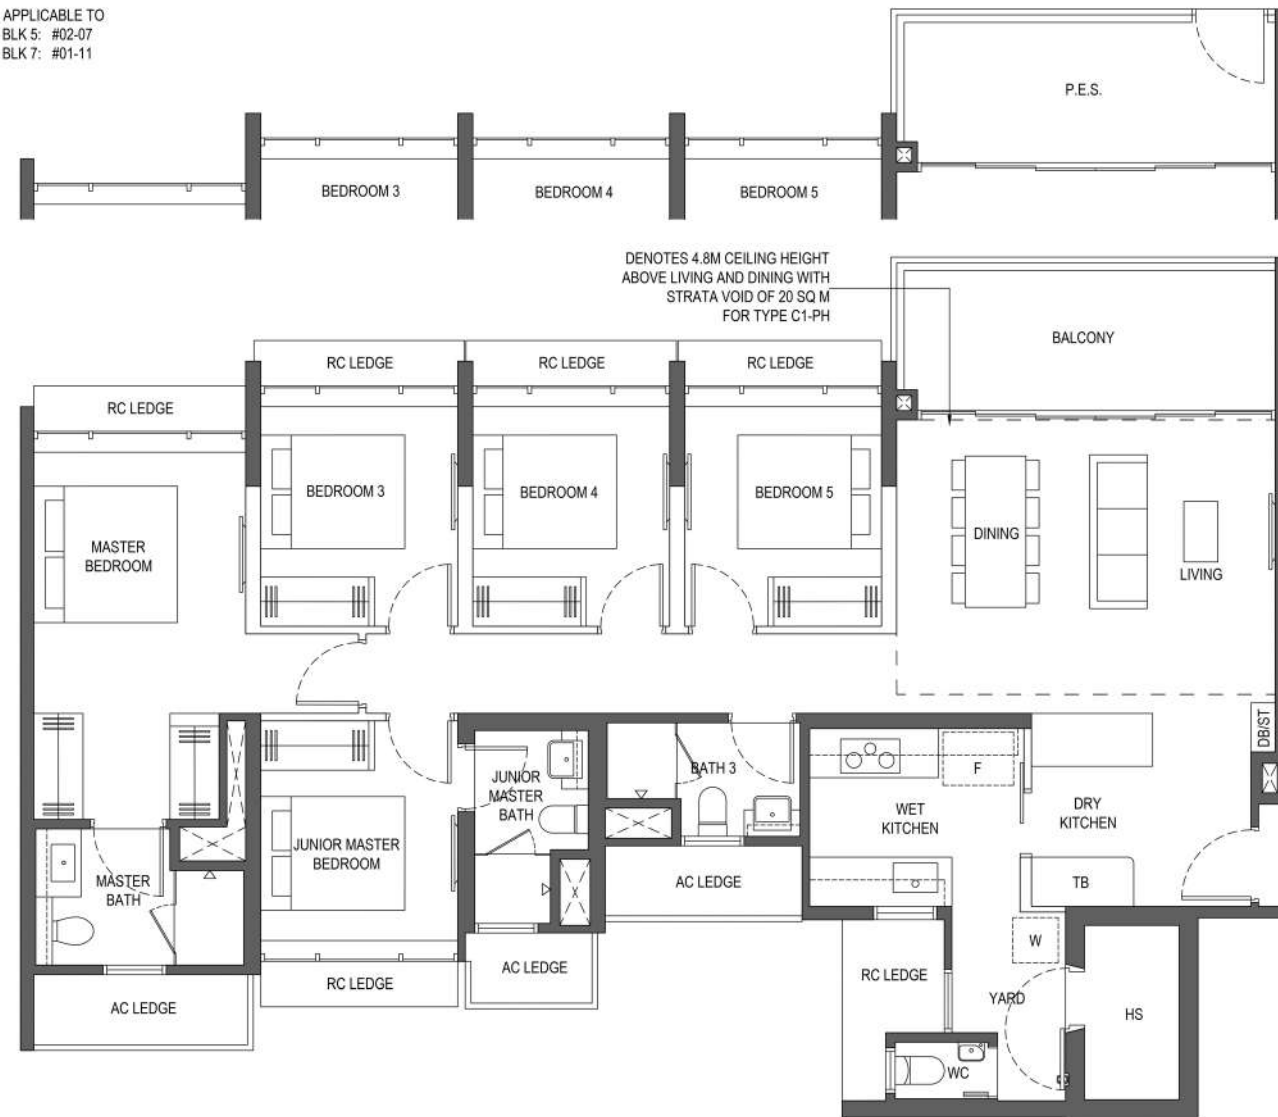 APPLICABLE TO
BLK 5: #02-07
BLK 7: #01-11
P.E.S.
BEDROOM 3
BEDROOM 4
BEDROOM 5
DENOTES 4.8M CEILING HEIGHT
ABOVE LIVING AND DINING WITH
STRATA VOID OF 20 SQ M
FOR TYPE C1-PH
BALCONY
RC LEDGE
RC LEDGE
RC LEDGE
RC LEDGE
BEDROOM 3
BEDROOM 4
BEDROOM 5
MASTER
BEDROOM
DINING
LIVING
DB/ST
JUNIOR
MASTER
BATH
BATH 3
F
WET
KITCHEN
DRY
KITCHEN
JUNIOR MASTER
BEDROOM
MASTER
BATH
AC LEDGE
TB
W
AC LEDGE
RC LEDGE
RC LEDGE
YARD
AC LEDGE
HS
WC